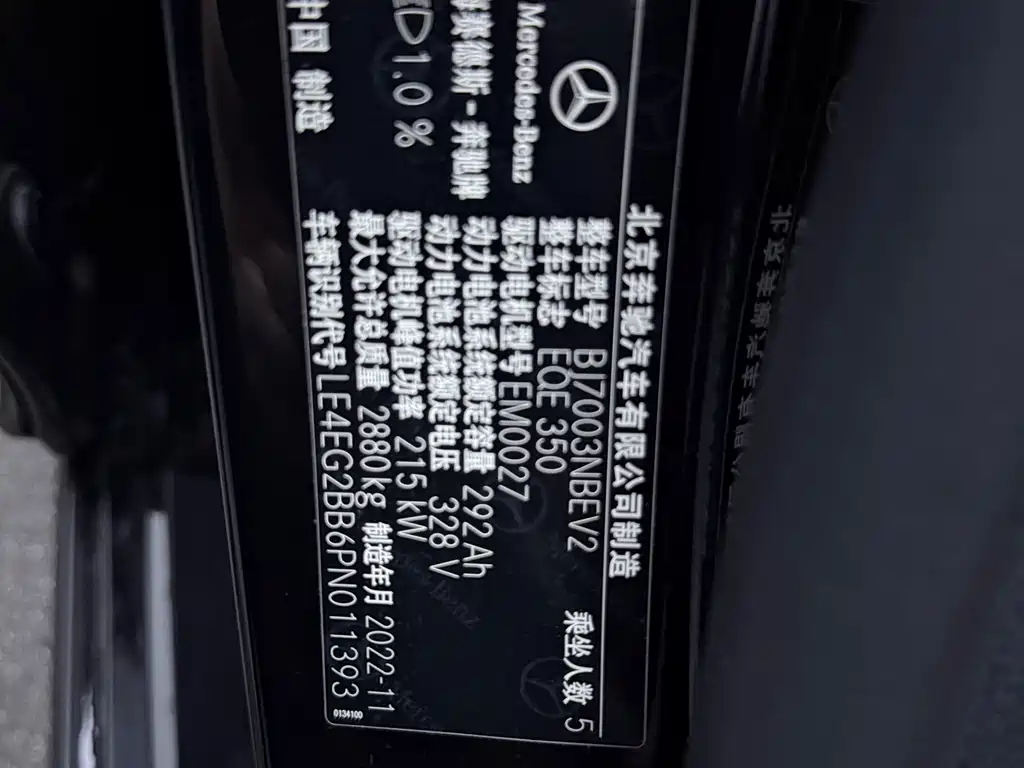 北京奔驰汽车有限公司制造
Mercedes-Benz
梅赛德斯-奔驰牌
1.0%
中国 制造
整车型号 BJ7003NBEV2 乘坐人数 5
整车标志 EQE 350
驱动电机型号 EM0027
动力电池系统额定容量 292Ah
动力电池系统额定电压 328 V
驱动电机峰值功率 215 kW
最大允许总质量 2880kg 制造年月 2022-11
车辆识别代号 LE4EG2BB6PN011393
0134100